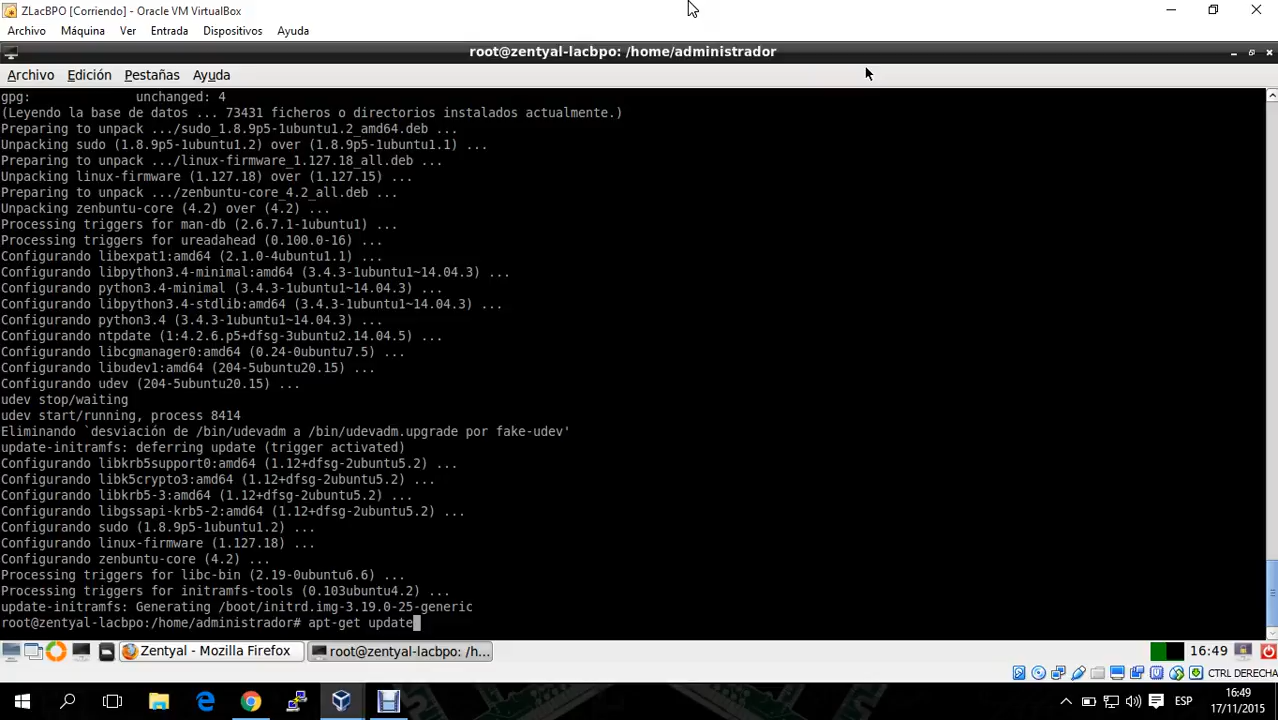 ZLacBPO [Corriendo] - Oracle VM VirtualBox
Archivo Máquina Ver Entrada Dispositivos Ayuda
root@zentyal-lacbpo: /home/administrador
Archivo Edición Pestañas Ayuda
gpg: unchanged: 4
(Leyendo la base de datos ... 73431 ficheros o directorios instalados actualmente.)
Preparing to unpack .../sudo_1.8.9p5-1ubuntu1.2_amd64.deb ...
Unpacking sudo (1.8.9p5-1ubuntu1.2) over (1.8.9p5-1ubuntu1.1) ...
Preparing to unpack .../linux-firmware_1.127.18_all.deb ...
Unpacking linux-firmware (1.127.18) over (1.127.15) ...
Preparing to unpack .../zenbuntu-core_4.2_all.deb ...
Unpacking zenbuntu-core (4.2) over (4.2) ...
Processing triggers for man-db (2.6.7.1-1ubuntu1) ...
Processing triggers for ureadahead (0.100.0-16) ...
Configurando libexpat1:amd64 (2.1.0-4ubuntu1.1) ...
Configurando libpython3.4-minimal:amd64 (3.4.3-1ubuntu1~14.04.3) ...
Configurando python3.4-minimal (3.4.3-1ubuntu1~14.04.3) ...
Configurando libpython3.4-stdlib:amd64 (3.4.3-1ubuntu1~14.04.3) ...
Configurando python3.4 (3.4.3-1ubuntu1~14.04.3) ...
Configurando ntpdate (1:4.2.6.p5+dfsg-3ubuntu2.14.04.5) ...
Configurando libcgmanager0:amd64 (0.24-0ubuntu7.5) ...
Configurando libudev1:amd64 (204-5ubuntu20.15) ...
Configurando udev (204-5ubuntu20.15) ...
udev stop/waiting
udev start/running, process 8414
Eliminando `desviación de /bin/udevadm a /bin/udevadm.upgrade por fake-udev'
update-initramfs: deferring update (trigger activated)
Configurando libkrb5support0:amd64 (1.12+dfsg-2ubuntu5.2) ...
Configurando libk5crypto3:amd64 (1.12+dfsg-2ubuntu5.2) ...
Configurando libkrb5-3:amd64 (1.12+dfsg-2ubuntu5.2) ...
Configurando libgssapi-krb5-2:amd64 (1.12+dfsg-2ubuntu5.2) ...
Configurando sudo (1.8.9p5-1ubuntu1.2) ...
Configurando linux-firmware (1.127.18) ...
Configurando zenbuntu-core (4.2) ...
Processing triggers for libc-bin (2.19-0ubuntu6.6) ...
Processing triggers for initramfs-tools (0.103ubuntu4.2) ...
update-initramfs: Generating /boot/initrd.img-3.19.0-25-generic
root@zentyal-lacbpo:/home/administrador# apt-get update
Zentyal - Mozilla Firefox root@zentyal-lacbpo: /h... 16:49
CTRL DERECHA
ESP 16:49
17/11/2015